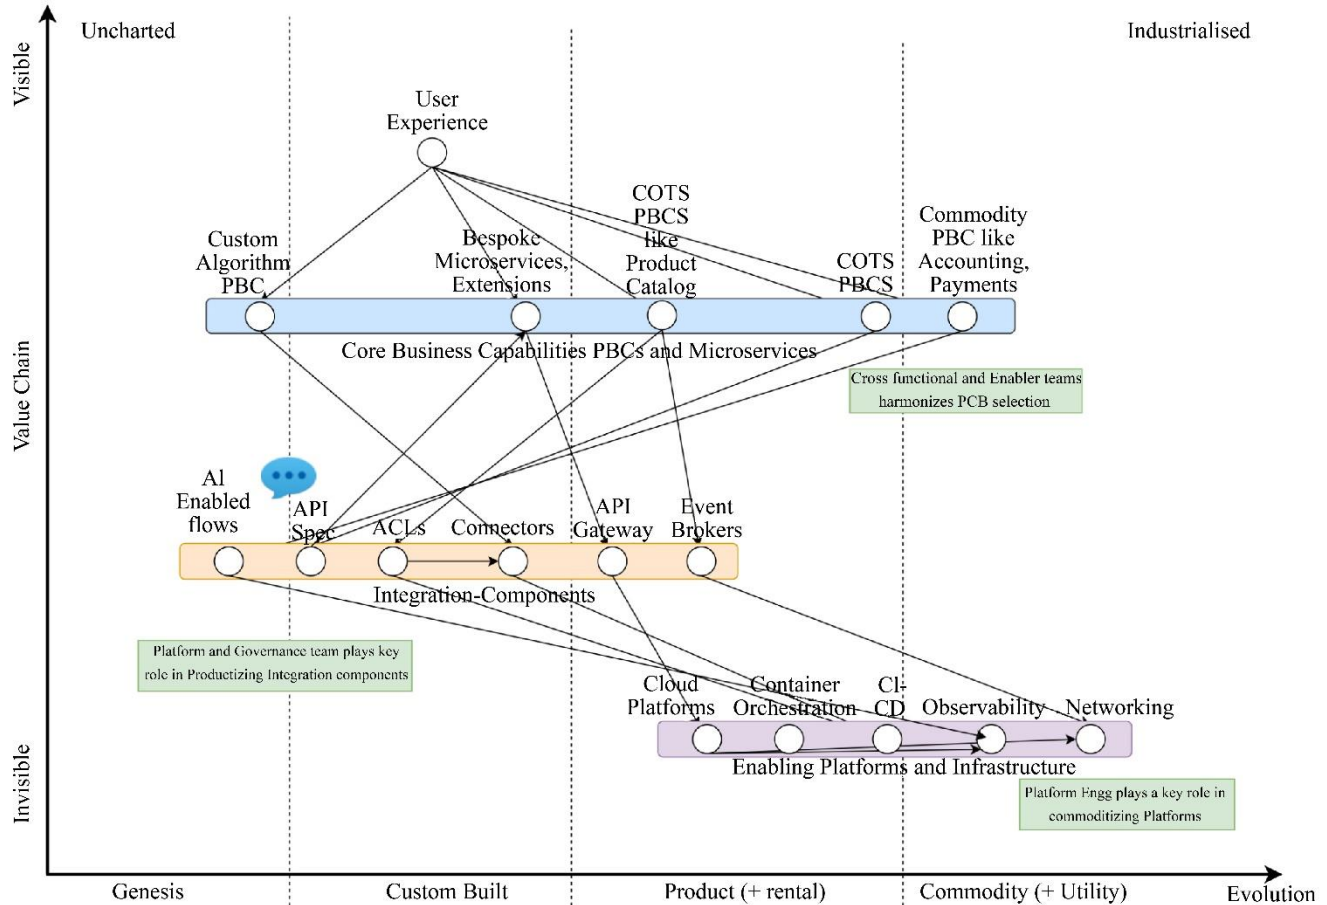 Uncharted
Industrialised
Visible
User
Experience
COTS
PBCS
like
Product
Catalog
Commodity
PBC like
Accounting,
Payments
Custom
Algorithm
PBC
Bespoke
Microservices,
Extensions
COTS
PBCS
Core Business Capabilities PBCs and Microservices
Value Chain
Cross functional and Enabler teams
harmonizes PCB selection
AI
Enabled
flows
API
Spec
ACLs
Connectors
API
Gateway
Event
Brokers
Integration-Components
Platform and Governance team plays key
role in Productizing Integration components
Cloud
Platforms
Container
Orchestration
CI-
CD
Observability
Networking
Enabling Platforms and Infrastructure
Invisible
Platform Engg plays a key role in
commoditizing Platforms
Genesis
Custom Built
Product (+ rental)
Commodity (+ Utility)
Evolution